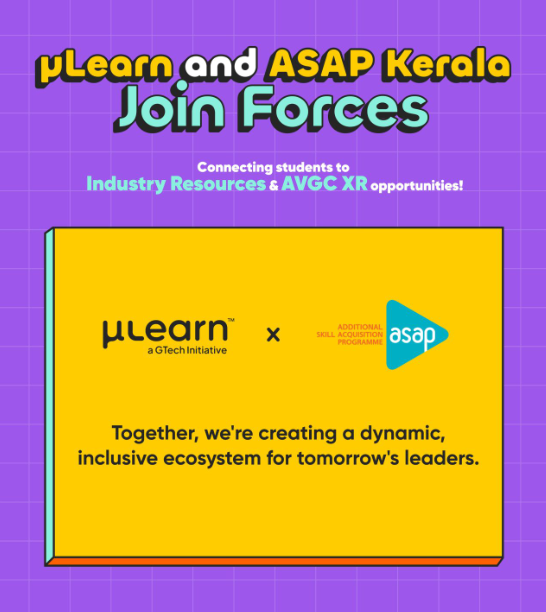 µLearn and ASAP Kerala
Join Forces
Connecting students to
Industry Resources & AVGC XR opportunities!
µLearn™
a GTech Initiative
x
ADDITIONAL
SKILL ACQUISITION
PROGRAMME
asap
Together, we're creating a dynamic,
inclusive ecosystem for tomorrow's leaders.